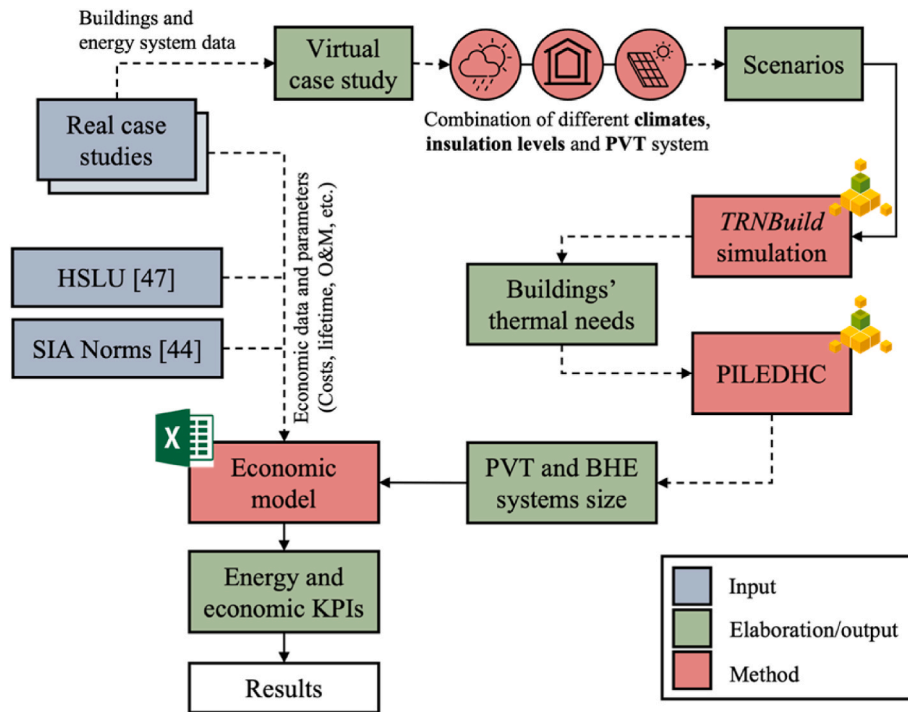 Buildings and
energy system data
Virtual
case study
Scenarios
Combination of different climates,
insulation levels and PVT system
Real case
studies
Economic data and parameters
(Costs, lifetime, O&M, etc.)
TRNBuild
simulation
HSLU [47]
Buildings'
thermal needs
SIA Norms [44]
PILEDHC
X
Economic
model
PVT and BHE
systems size
Energy and
economic KPIs
Results
Input
Elaboration/output
Method